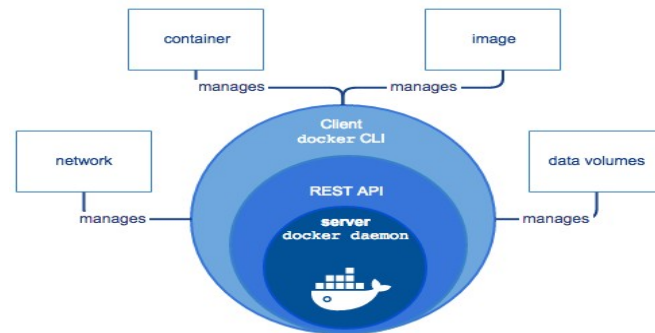 container
image
manages
manages
Client
docker CLI
network
data volumes
REST API
manages
manages
server
docker daemon